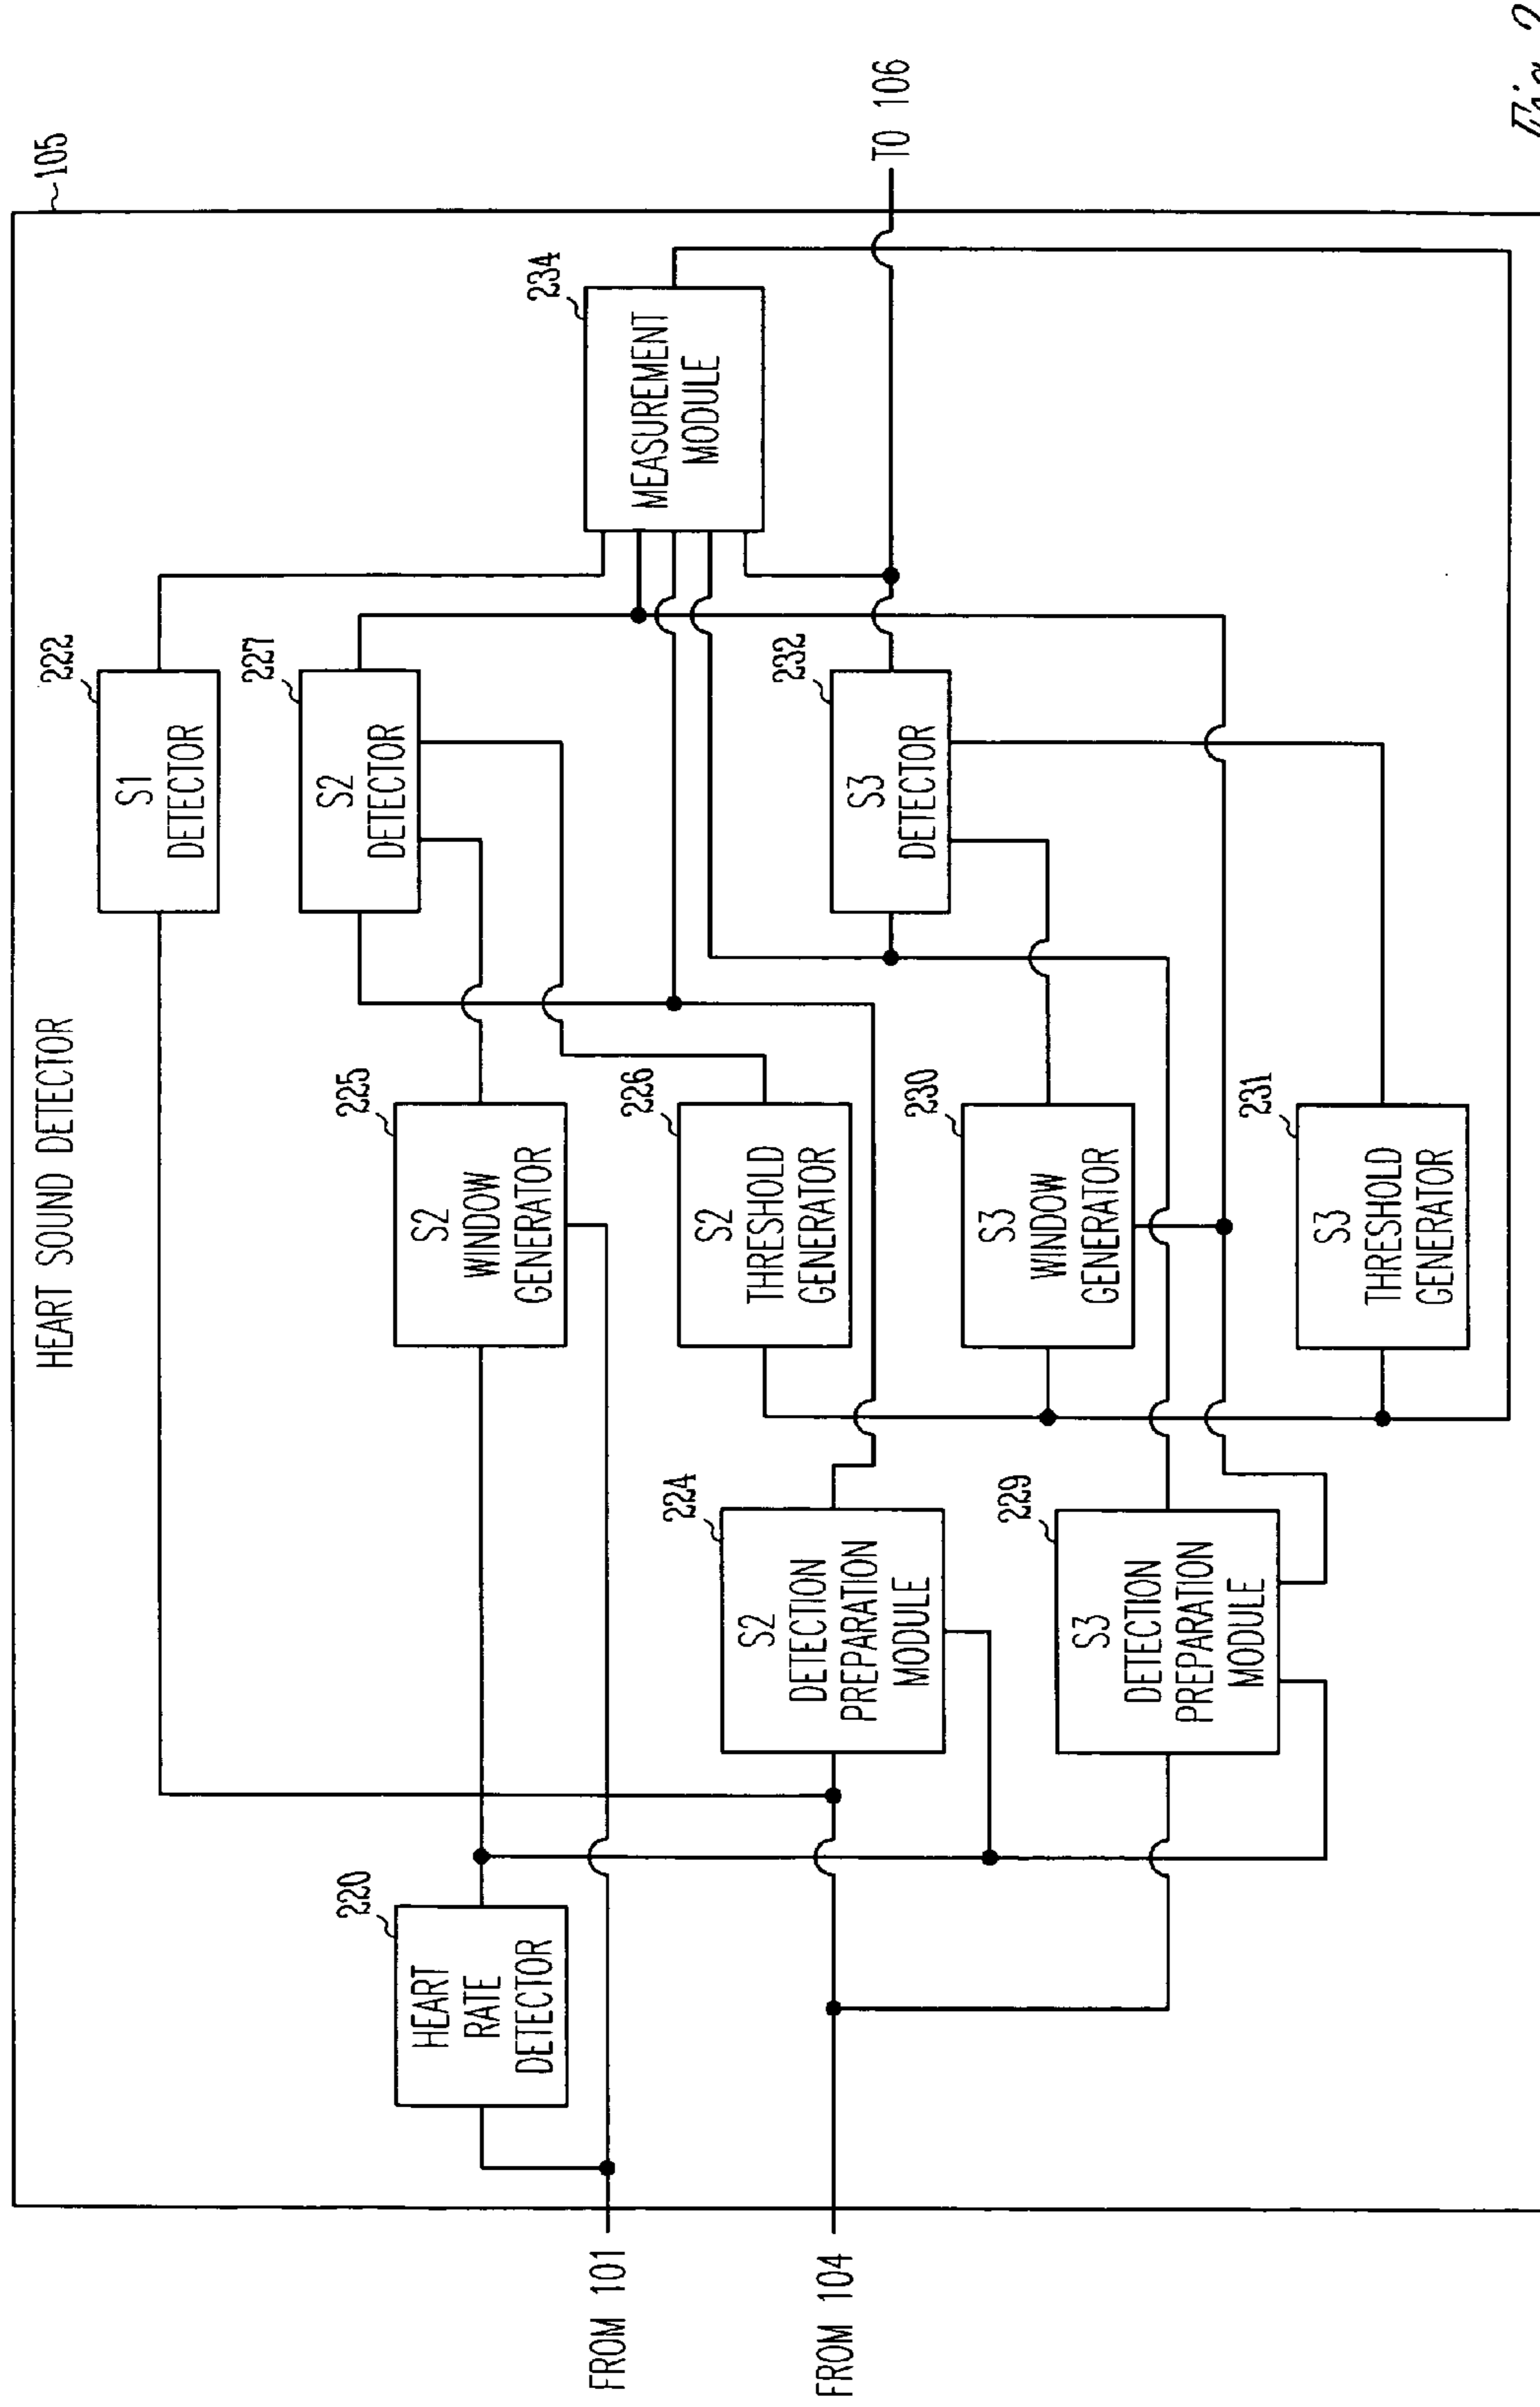 HEART SOUND DETECTOR
105
S1
DETECTOR
222
S2
DETECTOR
227
HEART
RATE
DETECTOR
220
S2
WINDOW
GENERATOR
225
MEASUREMENT
MODULE
234
FROM 101
S2
THRESHOLD
GENERATOR
226
S2
DETECTION
PREPARATION
MODULE
224
FROM 104
S3
DETECTOR
232
TO 106
S3
WINDOW
GENERATOR
230
S3
DETECTION
PREPARATION
MODULE
229
S3
THRESHOLD
GENERATOR
231
Fig. 2